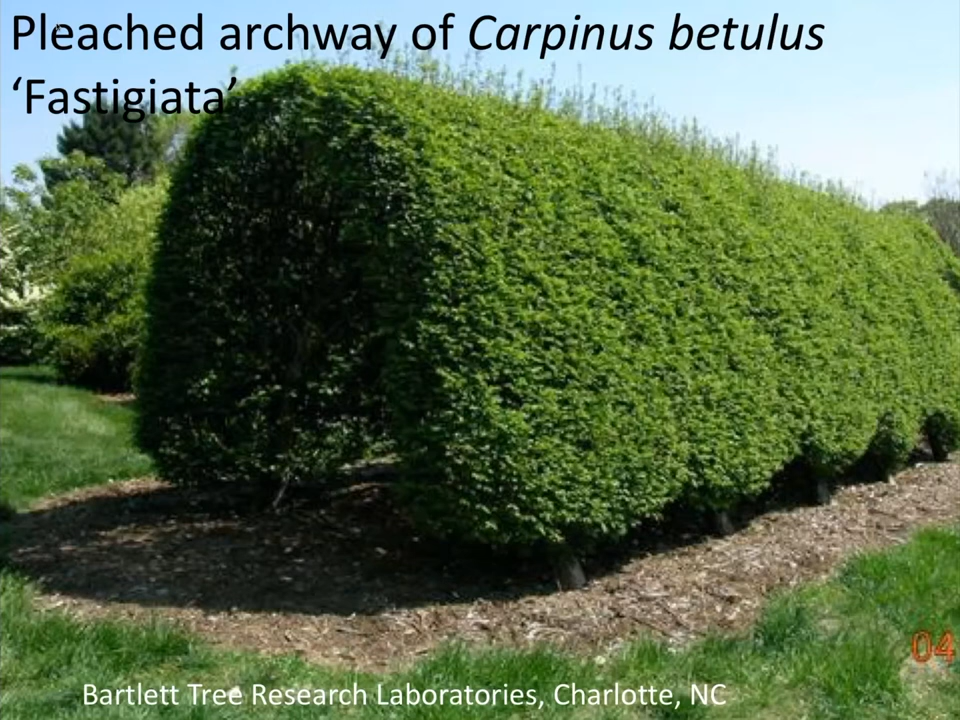 Pleached archway of Carpinus betulus
‘Fastigiata’
04
Bartlett Tree Research Laboratories, Charlotte, NC